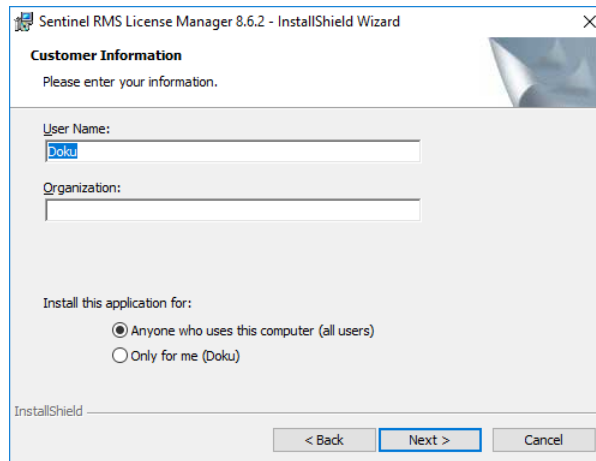 Sentinel RMS License Manager 8.6.2 - InstallShield Wizard
Customer Information
Please enter your information.
User Name:
Doku
Organization:
Install this application for:
Anyone who uses this computer (all users)
Only for me (Doku)
InstallShield
< Back Next > Cancel